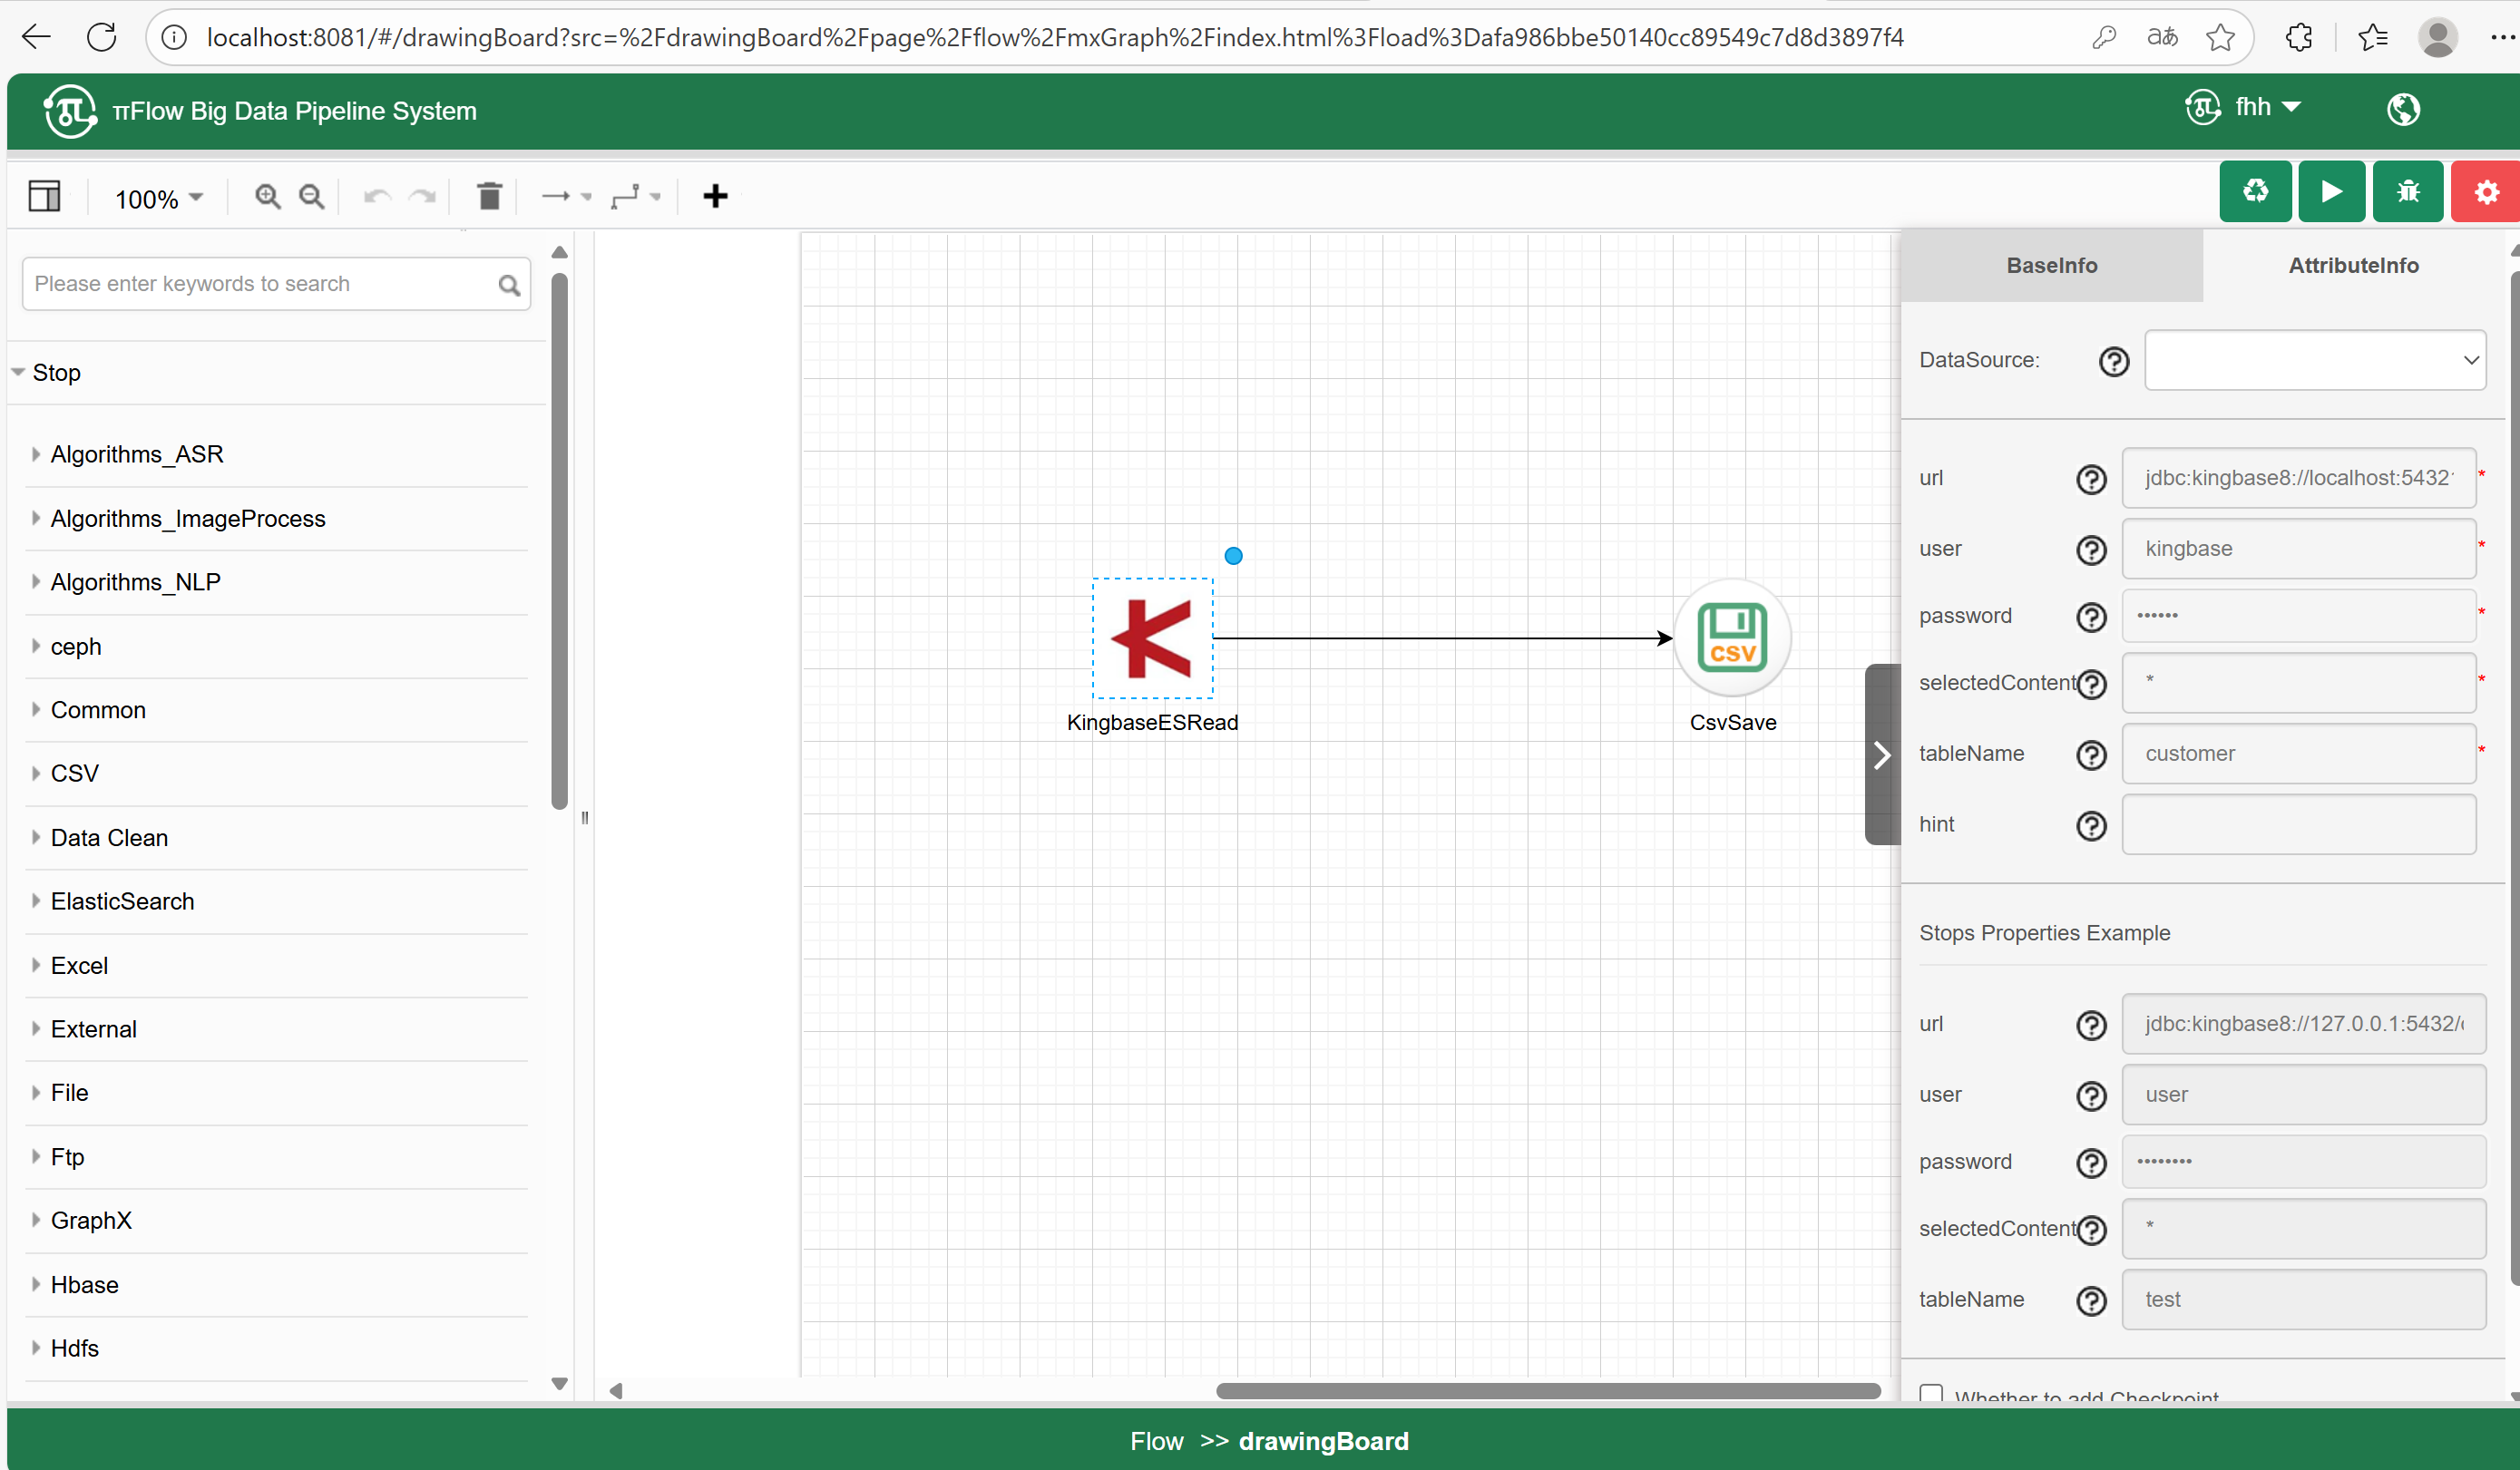 localhost:8081/#/drawingBoard?src=%2FdrawingBoard%2Fpage%2Fflow%2FmxGraph%2Findex.html%3Fload%3Dafa986bbe50140cc89549c7d8d3897f4
πFlow Big Data Pipeline System
fhh
100%
Please enter keywords to search
Stop
Algorithms_ASR
Algorithms_ImageProcess
Algorithms_NLP
ceph
Common
CSV
Data Clean
ElasticSearch
Excel
External
File
Ftp
GraphX
Hbase
Hdfs
KingbaseESRead
CSV
CsvSave
BaseInfo
AttributeInfo
DataSource:
url
jdbc:kingbase8://localhost:5432
*
user
kingbase
*
password
••••••
*
selectedContent
*
*
tableName
customer
*
hint
Stops Properties Example
url
jdbc:kingbase8://127.0.0.1:5432/
user
user
password
••••••••
selectedContent
*
tableName
test
Whether to add Checkpoint
Flow >> drawingBoard